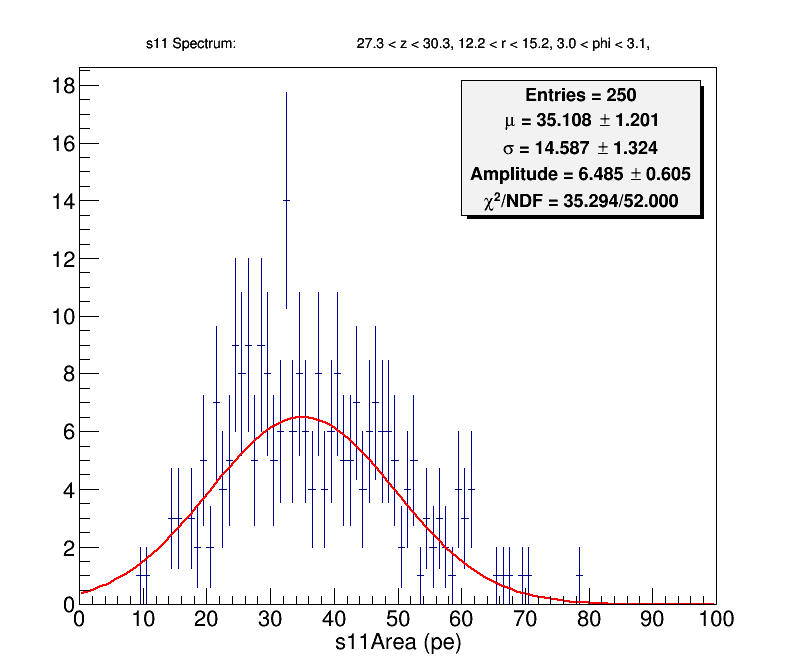 s11 Spectrum: 27.3 < z < 30.3, 12.2 < r < 15.2, 3.0 < phi < 3.1,
Entries = 250
μ = 35.108 ± 1.201
σ = 14.587 ± 1.324
Amplitude = 6.485 ± 0.605
χ²/NDF = 35.294/52.000
18
16
14
12
10
8
6
4
2
0
0 10 20 30 40 50 60 70 80 90 100
s11Area (pe)